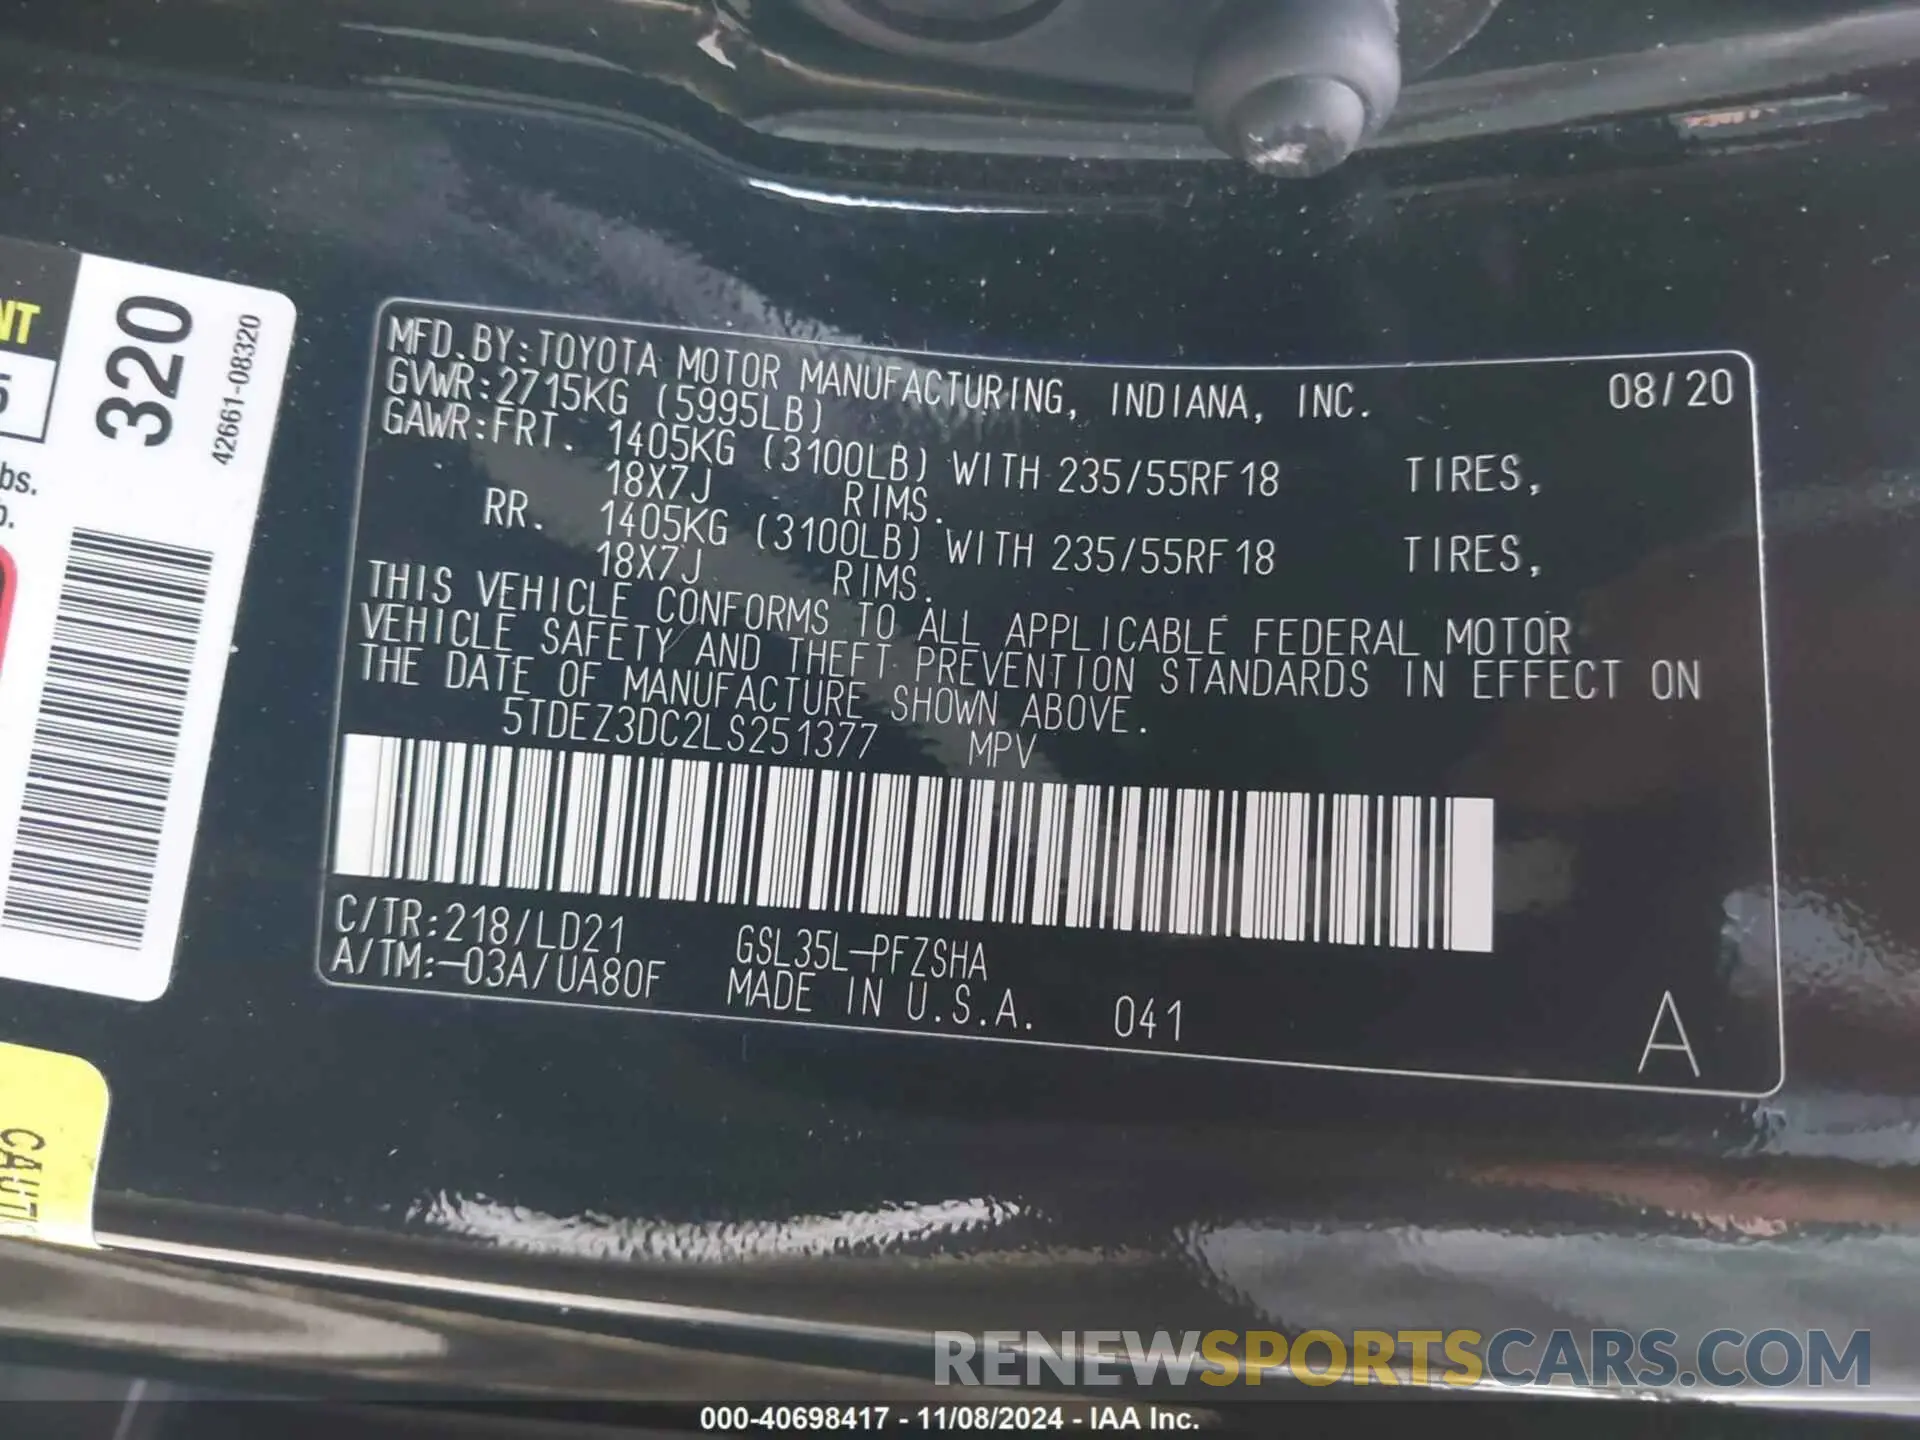 MFD.BY:TOYOTA MOTOR MANUFACTURING, INDIANA, INC. 08/20
GVWR:2715KG (5995LB)
GAWR:FRT. 1405KG (3100LB) WITH 235/55RF18 TIRES,
18X7J RIMS.
RR. 1405KG (3100LB) WITH 235/55RF18 TIRES,
18X7J RIMS.
THIS VEHICLE CONFORMS TO ALL APPLICABLE FEDERAL MOTOR
VEHICLE SAFETY AND THEFT PREVENTION STANDARDS IN EFFECT ON
THE DATE OF MANUFACTURE SHOWN ABOVE.
5TDEZ3DC2LS251377 MPV
C/TR:218/LD21 GSL35L-PFZSHA
A/TM:-03A/UA80F MADE IN U.S.A. 041 A
320
42661-08320
NT
5
bs.
RENEWSPORTSCARS.COM
000-40698417 - 11/08/2024 - IAA Inc.